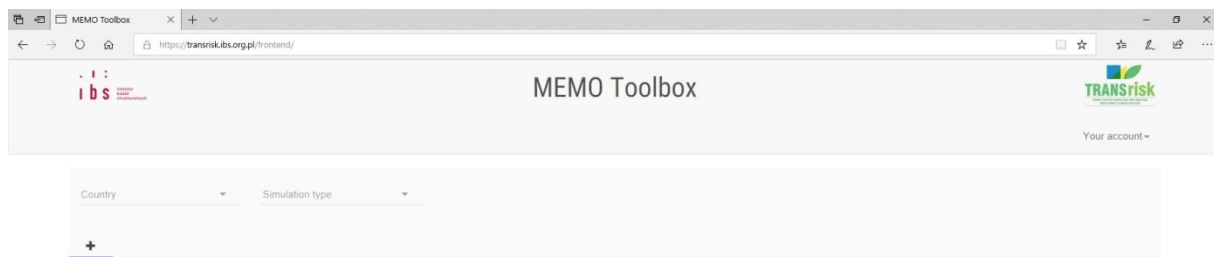 MEMO Toolbox
https://transrisk.ibs.org.pl/frontend/
ibs
MEMO Toolbox
TRANSrisk
Your account
Country
Simulation type